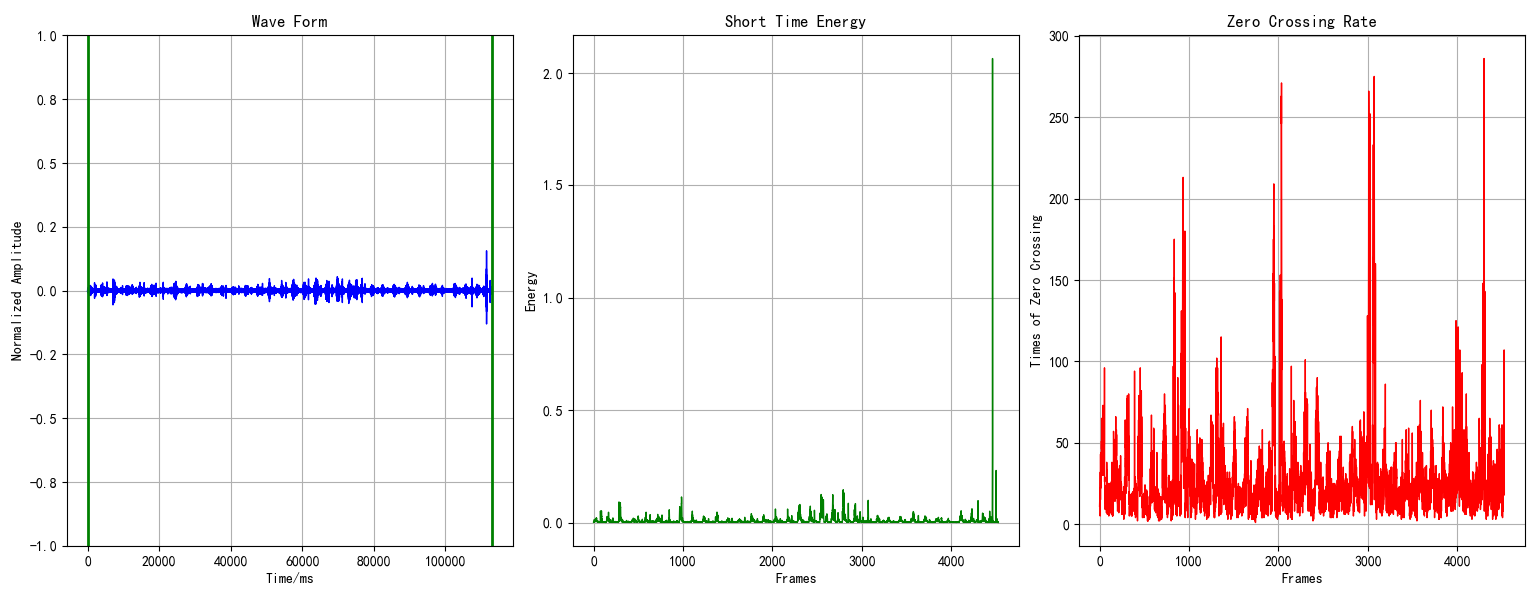 Wave Form
Normalized Amplitude
1.0
0.8
0.5
0.2
0.0
−0.2
−0.5
−0.8
−1.0
0 20000 40000 60000 80000 100000
Time/ms
Short Time Energy
Energy
2.0
1.5
1.0
0.5
0.0
0 1000 2000 3000 4000
Frames
Zero Crossing Rate
Times of Zero Crossing
300
250
200
150
100
50
0
0 1000 2000 3000 4000
Frames